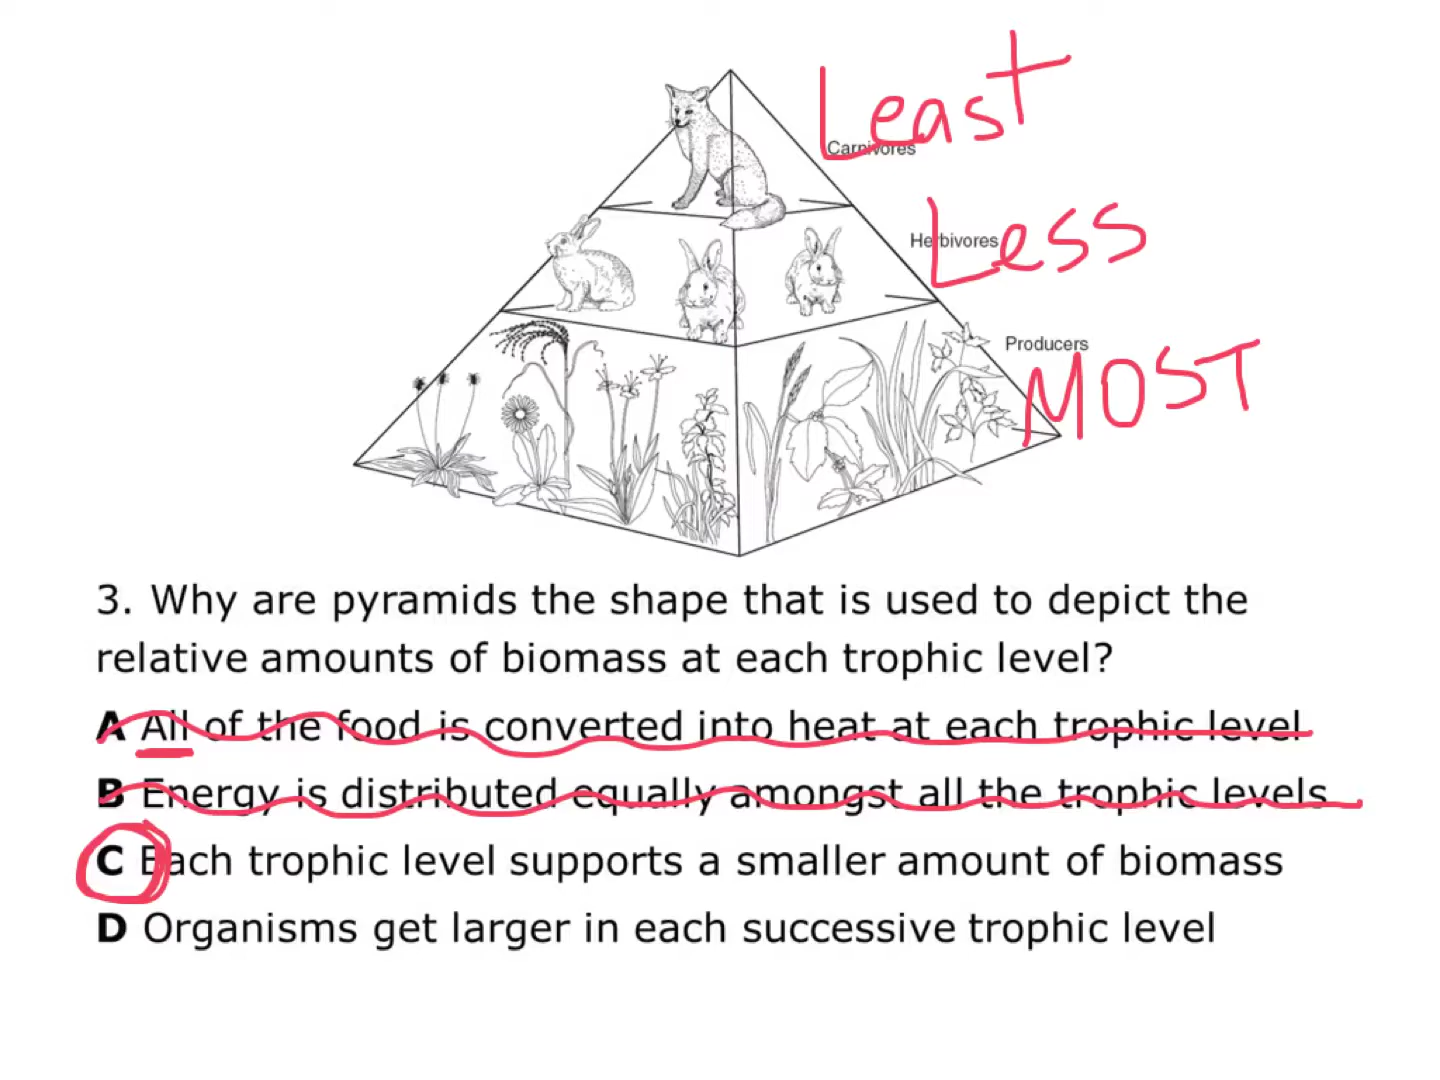 Least
Carnivores
Herbivores
Less
Producers
MOST
3. Why are pyramids the shape that is used to depict the
relative amounts of biomass at each trophic level?
A All of the food is converted into heat at each trophic level
B Energy is distributed equally amongst all the trophic levels
C Each trophic level supports a smaller amount of biomass
D Organisms get larger in each successive trophic level